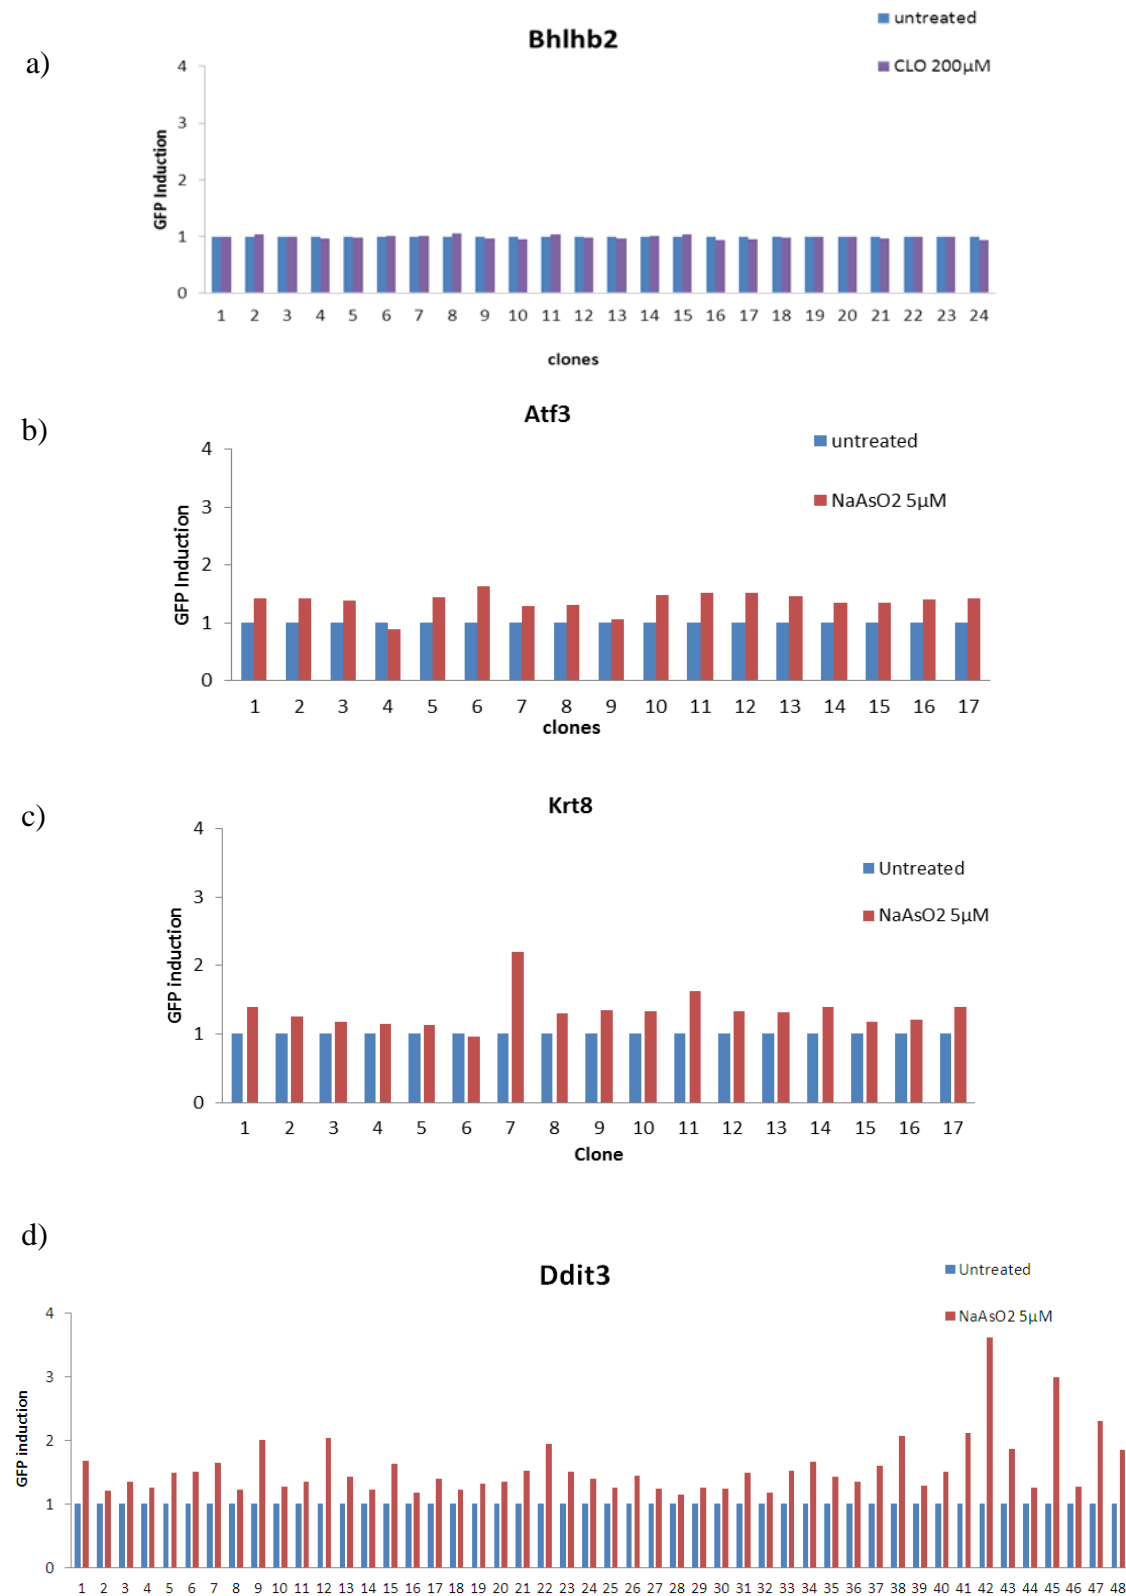 a)
Bhlhb2
untreated
CLO 200µM
GFP Induction
4
3
2
1
0
1 2 3 4 5 6 7 8 9 10 11 12 13 14 15 16 17 18 19 20 21 22 23 24
clones
b)
Atf3
untreated
NaAsO2 5µM
GFP Induction
4
3
2
1
0
1 2 3 4 5 6 7 8 9 10 11 12 13 14 15 16 17
clones
c)
Krt8
Untreated
NaAsO2 5µM
GFP induction
4
3
2
1
0
1 2 3 4 5 6 7 8 9 10 11 12 13 14 15 16 17
Clone
d)
Ddit3
Untreated
NaAsO2 5µM
GFP induction
4
3
2
1
0
1 2 3 4 5 6 7 8 9 10 11 12 13 14 15 16 17 18 19 20 21 22 23 24 25 26 27 28 29 30 31 32 33 34 35 36 37 38 39 40 41 42 43 44 45 46 47 48